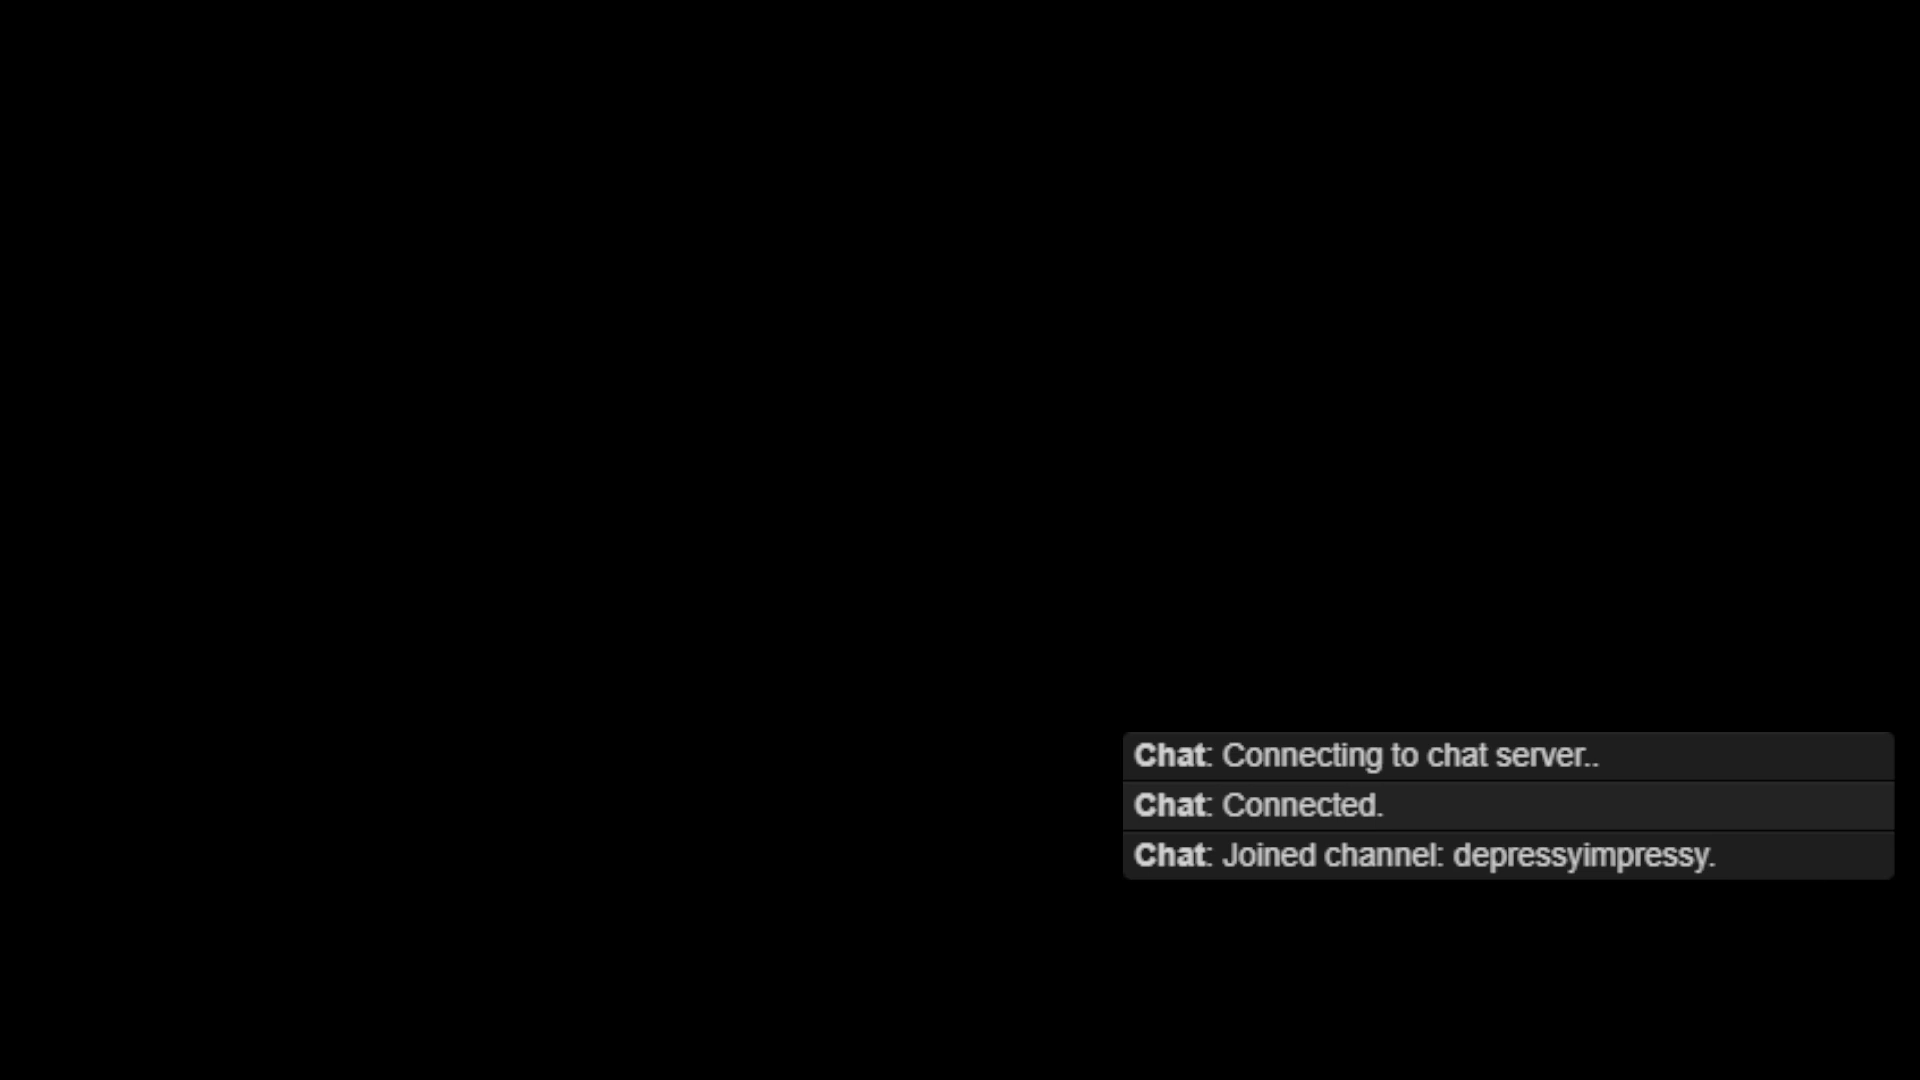 Chat: Connecting to chat server..
Chat: Connected.
Chat: Joined channel: depressyimpressy.